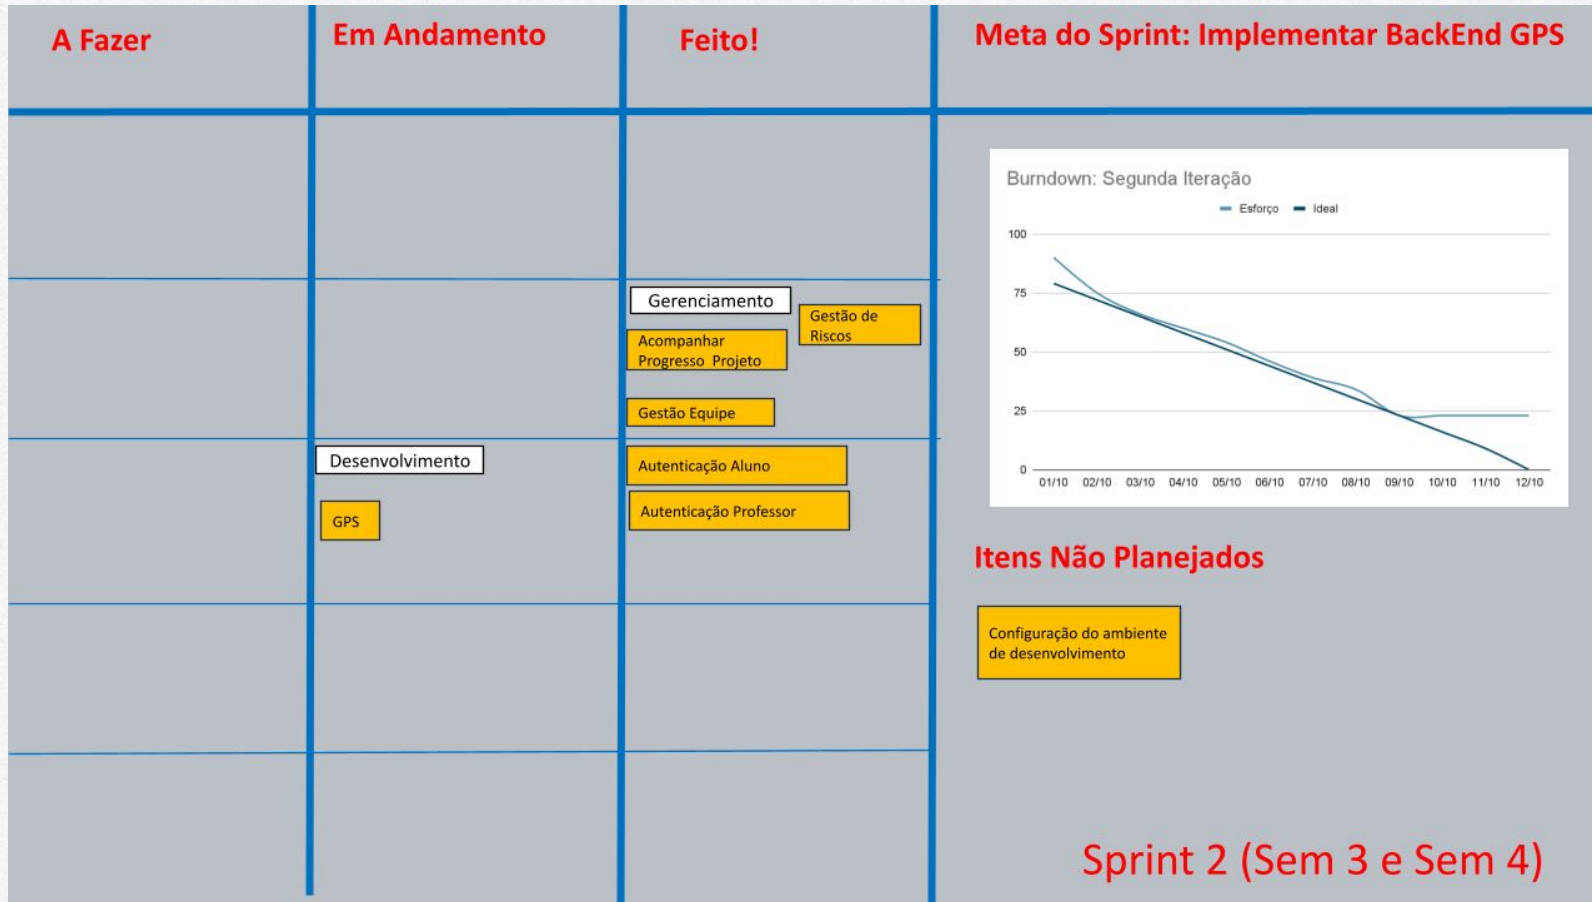 A Fazer
Em Andamento
Feito!
Meta do Sprint: Implementar BackEnd GPS
Burndown: Segunda Iteração
Esforço
Ideal
100
75
50
25
0
01/10
02/10
03/10
04/10
05/10
06/10
07/10
08/10
09/10
10/10
11/10
12/10
Gerenciamento
Gestão de
Riscos
Acompanhar
Progresso Projeto
Gestão Equipe
Desenvolvimento
GPS
Autenticação Aluno
Autenticação Professor
Itens Não Planejados
Configuração do ambiente
de desenvolvimento
Sprint 2 (Sem 3 e Sem 4)